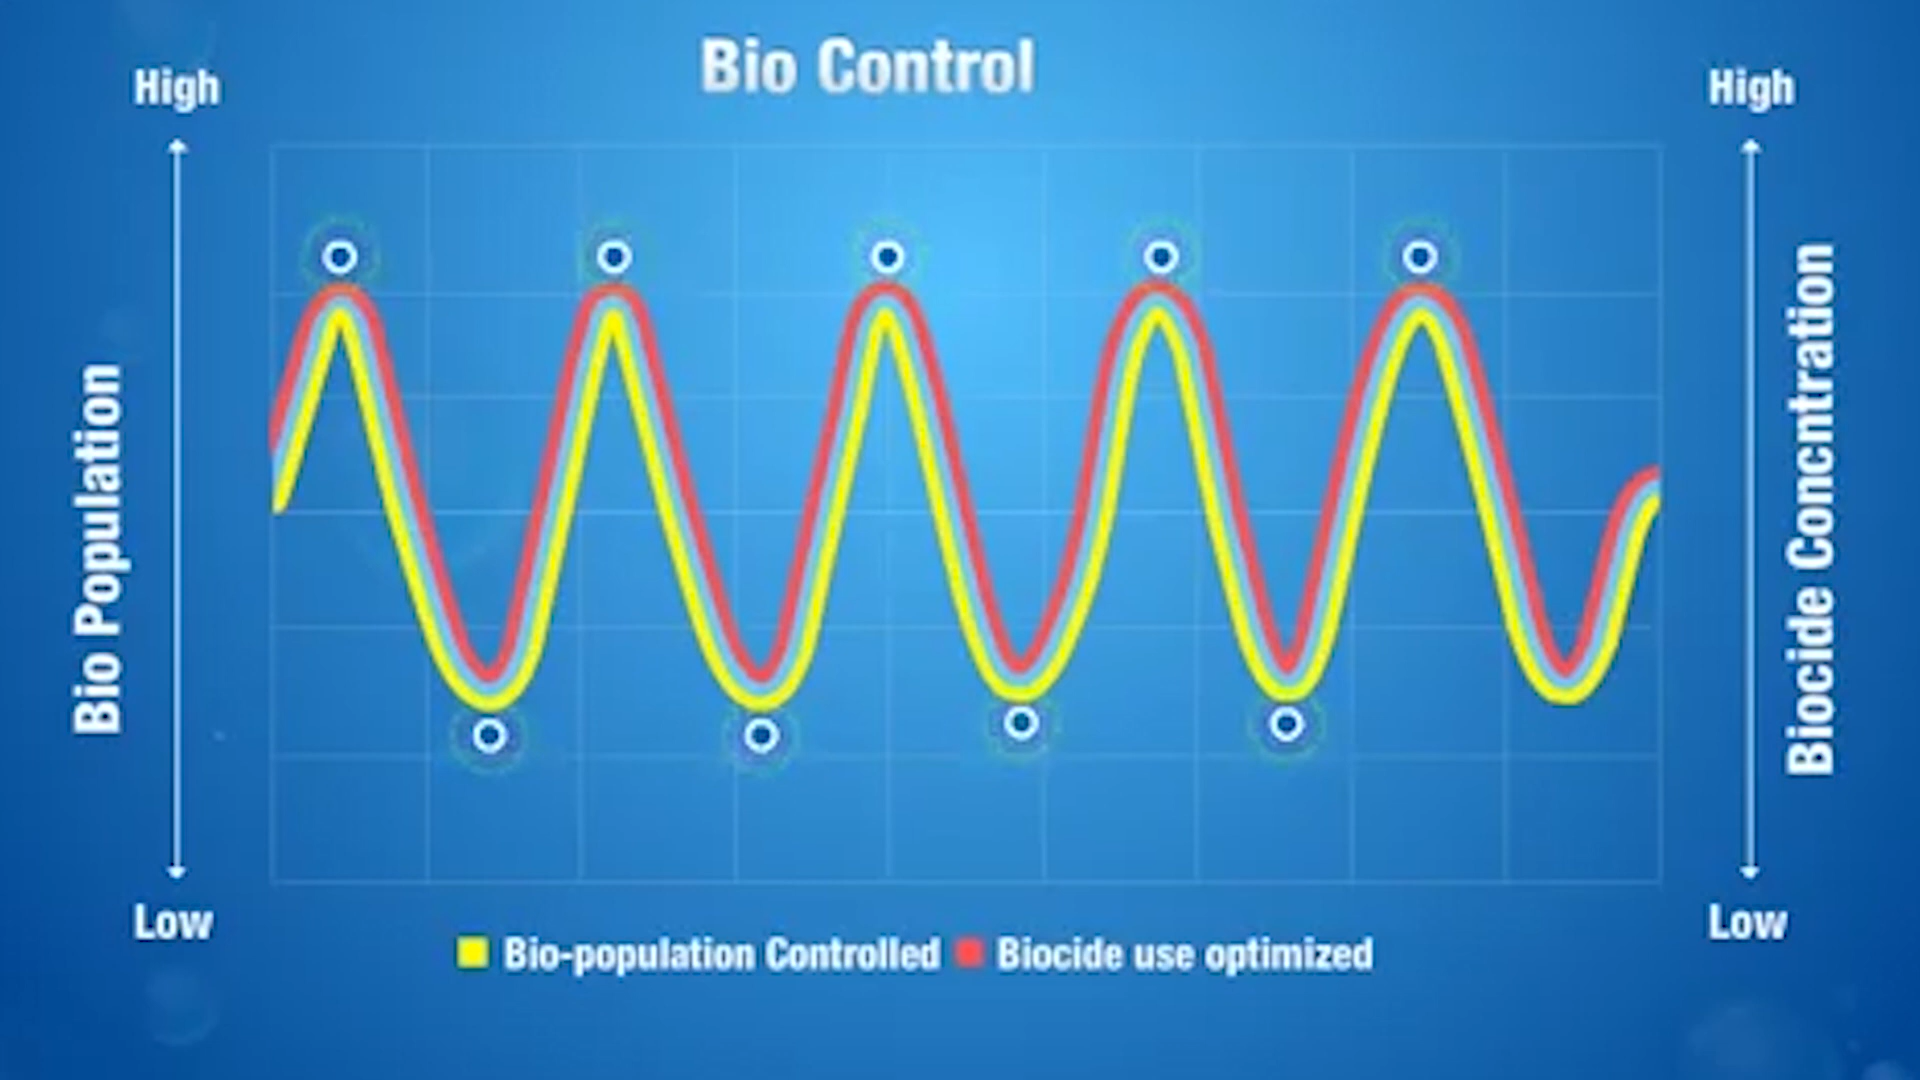 Bio Control
High
High
Bio Population
Biocide Concntration
Low
Low
Bio-population Controlled
Biocide use optimized